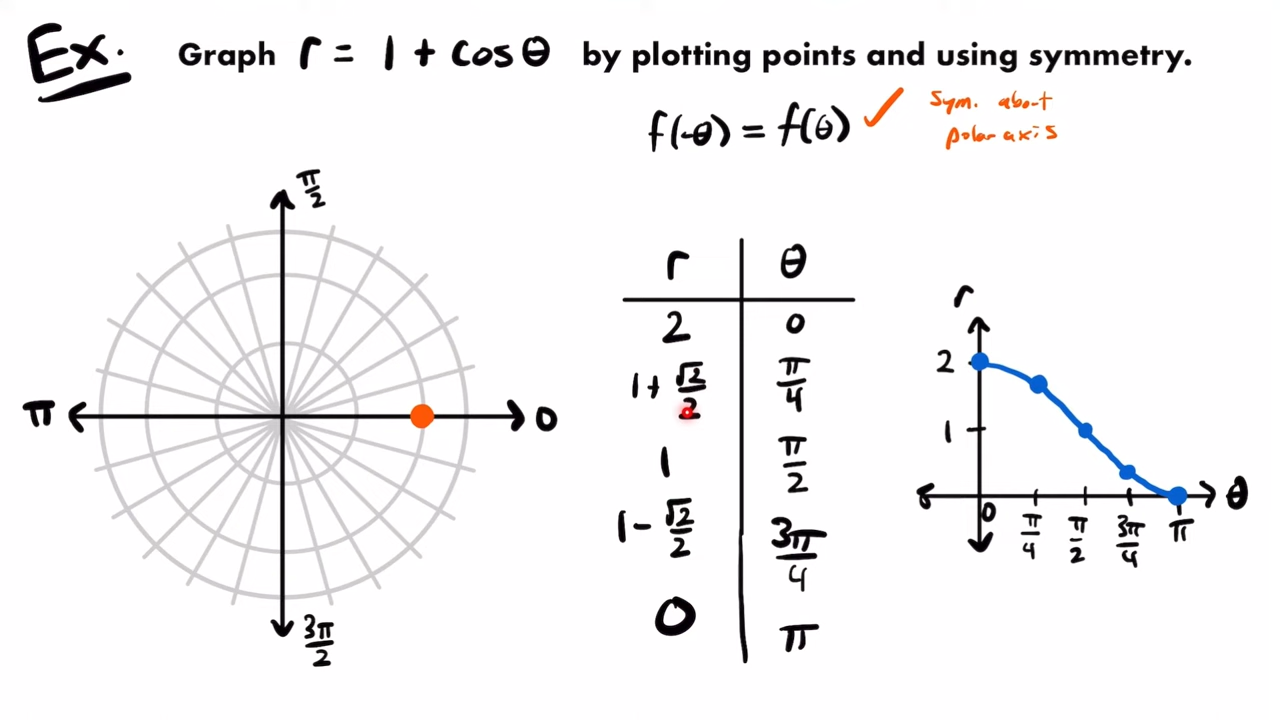 Ex. Graph r = 1 + cos θ by plotting points and using symmetry.
f(-θ) = f(θ) ✓ Sym. about
polar axis
π/2
π
0
3π/2
r θ
2 0
1 + √2/2 π/4
1 π/2
1 - √2/2 3π/4
0 π
r
2
1
0 π/4 π/2 3π/4 π
θ